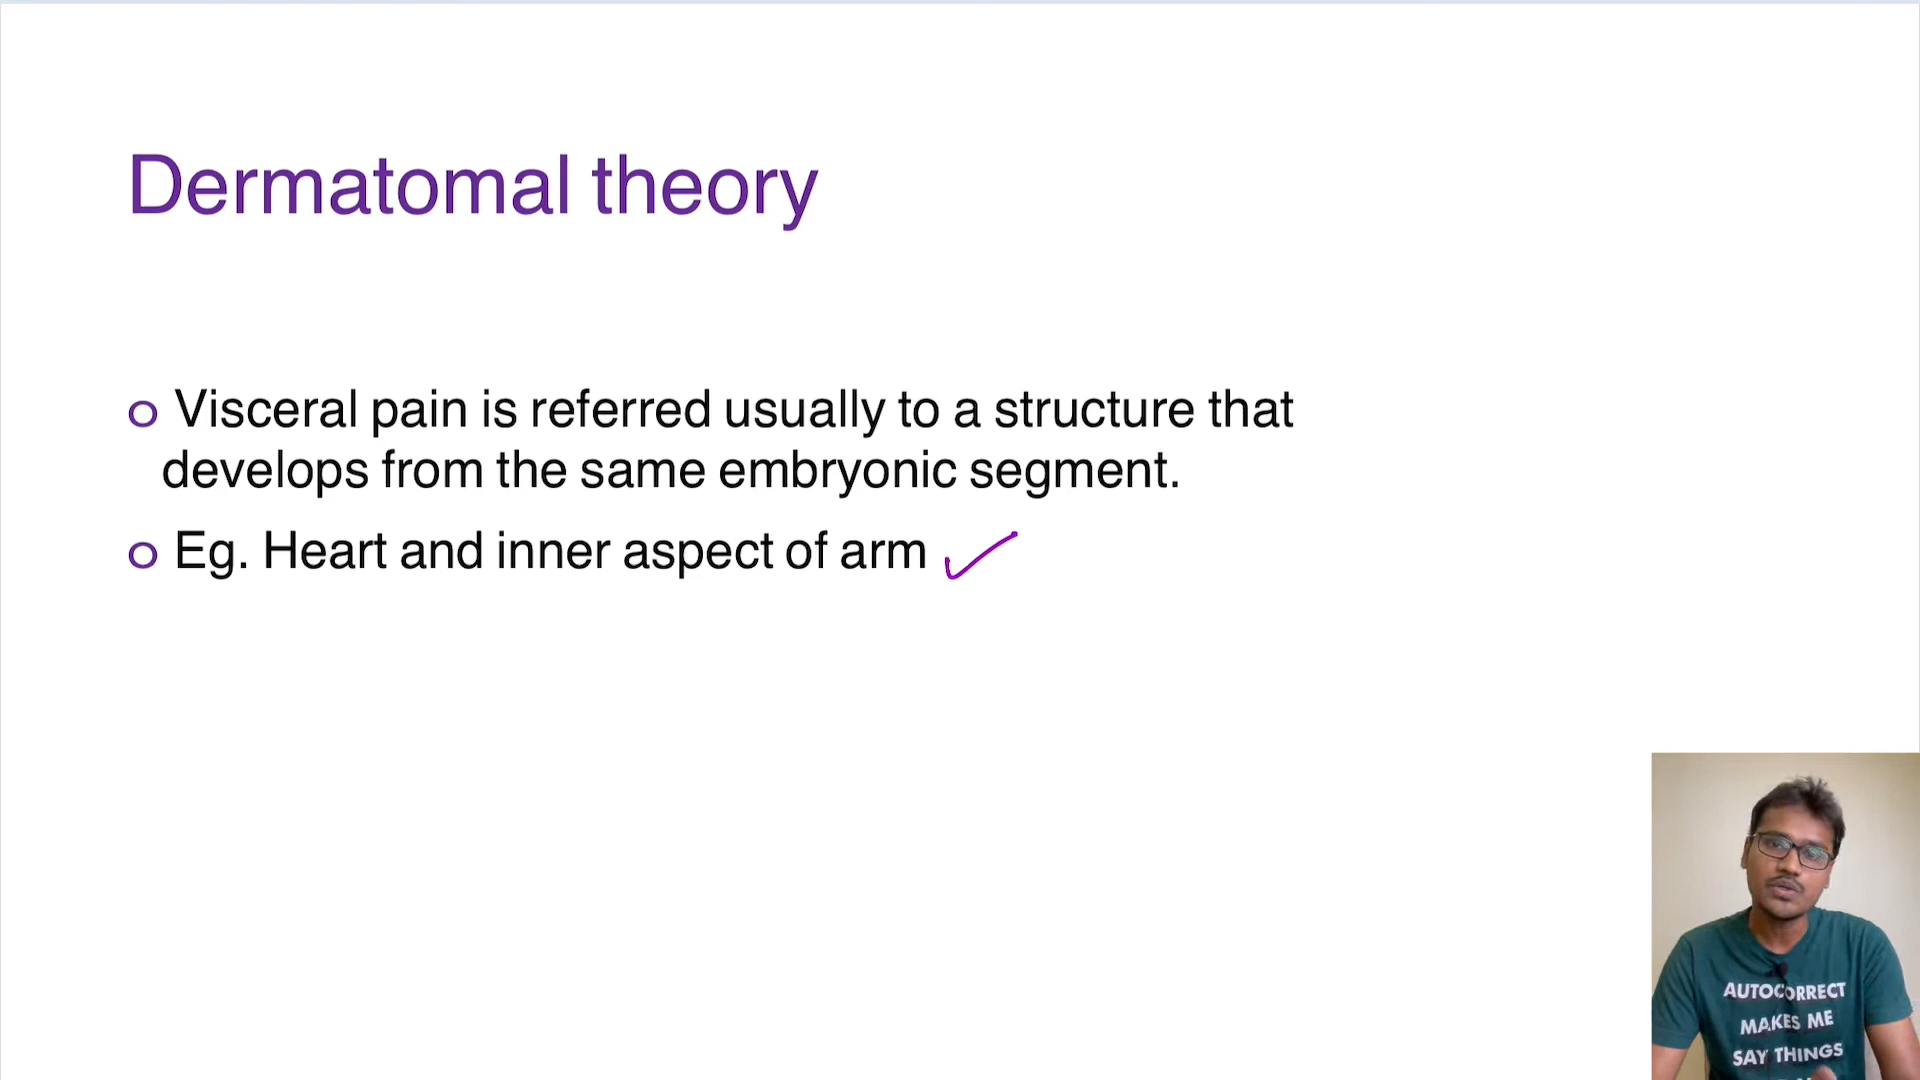 Dermatomal theory
o Visceral pain is referred usually to a structure that
develops from the same embryonic segment.
o Eg. Heart and inner aspect of arm
AUTOCORRECT
MAKES ME
SAY THINGS